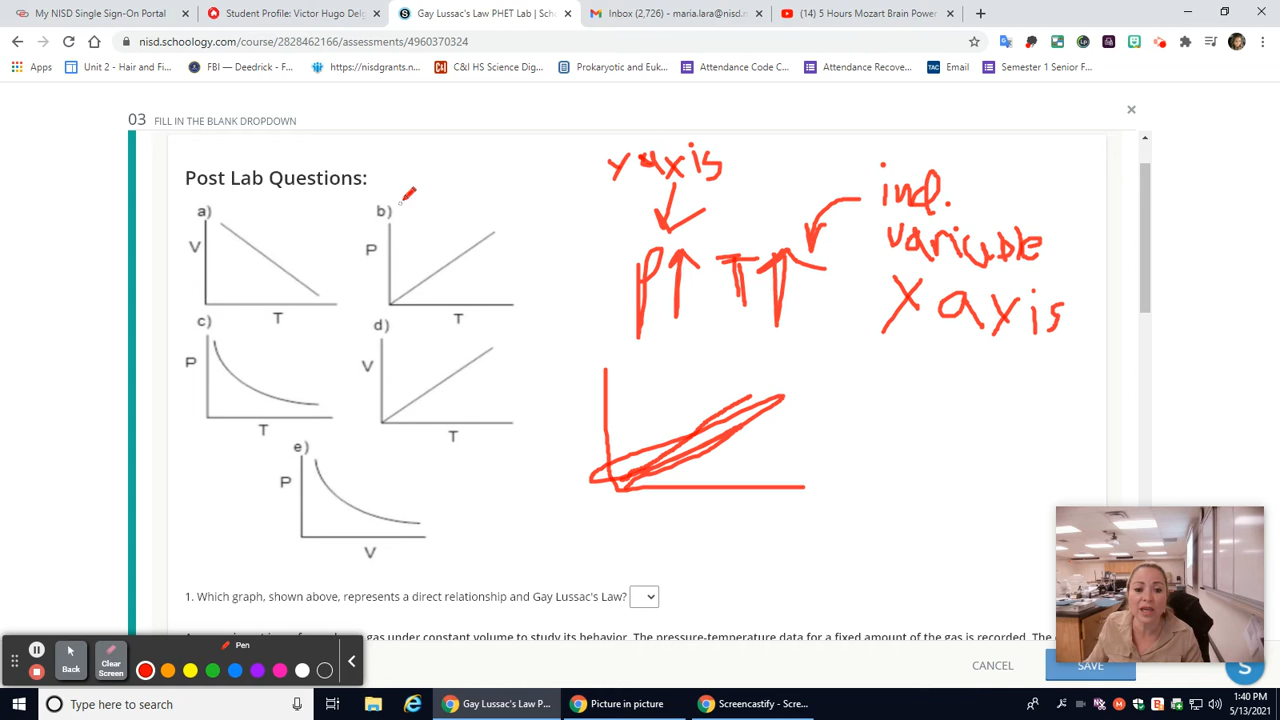 My NISD Single Sign-On Portal
Student Profile: Victor Hugo Delg
Gay Lussac's Law PHET Lab | Scho
Inbox (2,726) - maria.lara@nisd.n
(14) 5 Hours Mozart Brain Power
nisd.schoology.com/course/2828462166/assessments/4960370324
Apps
Unit 2 - Hair and Fi...
FBI — Deedrick - F...
https://nisdgrants.n...
C&I HS Science Dig...
Prokaryotic and Euk...
Attendance Code C...
Attendance Recove...
Email
Semester 1 Senior F...
03 FILL IN THE BLANK DROPDOWN
Post Lab Questions:
y axis
ind.
variable
X axis
P T
a)
V
T
b)
P
T
c)
P
T
d)
V
T
e)
P
V
1. Which graph, shown above, represents a direct relationship and Gay Lussac's Law?
gas under constant volume to study its behavior. The pressure-temperature data for a fixed amount of the gas is recorded. The
Pen
Back
Clear
Screen
CANCEL
SAVE
S
Type here to search
Gay Lussac's Law P...
Picture in picture
Screencastify - Scre...
1:40 PM
5/13/2021